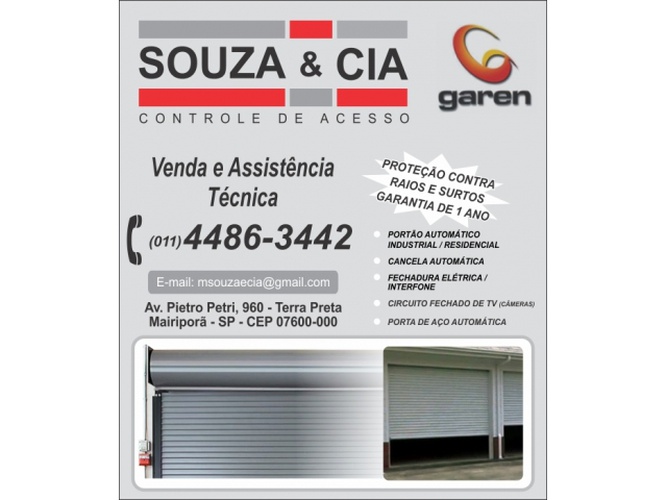 SOUZA & CIA
CONTROLE DE ACESSO
garen
Venda e Assistência
Técnica
(011) 4486-3442
E-mail: msouzaecia@gmail.com
Av. Pietro Petri, 960 - Terra Preta
Mairiporã - SP - CEP 07600-000
PROTEÇÃO CONTRA
RAIOS E SURTOS
GARANTIA DE 1 ANO
PORTÃO AUTOMÁTICO
INDUSTRIAL / RESIDENCIAL
CANCELA AUTOMÁTICA
FECHADURA ELÉTRICA /
INTERFONE
CIRCUITO FECHADO DE TV (CÂMERAS)
PORTA DE AÇO AUTOMÁTICA